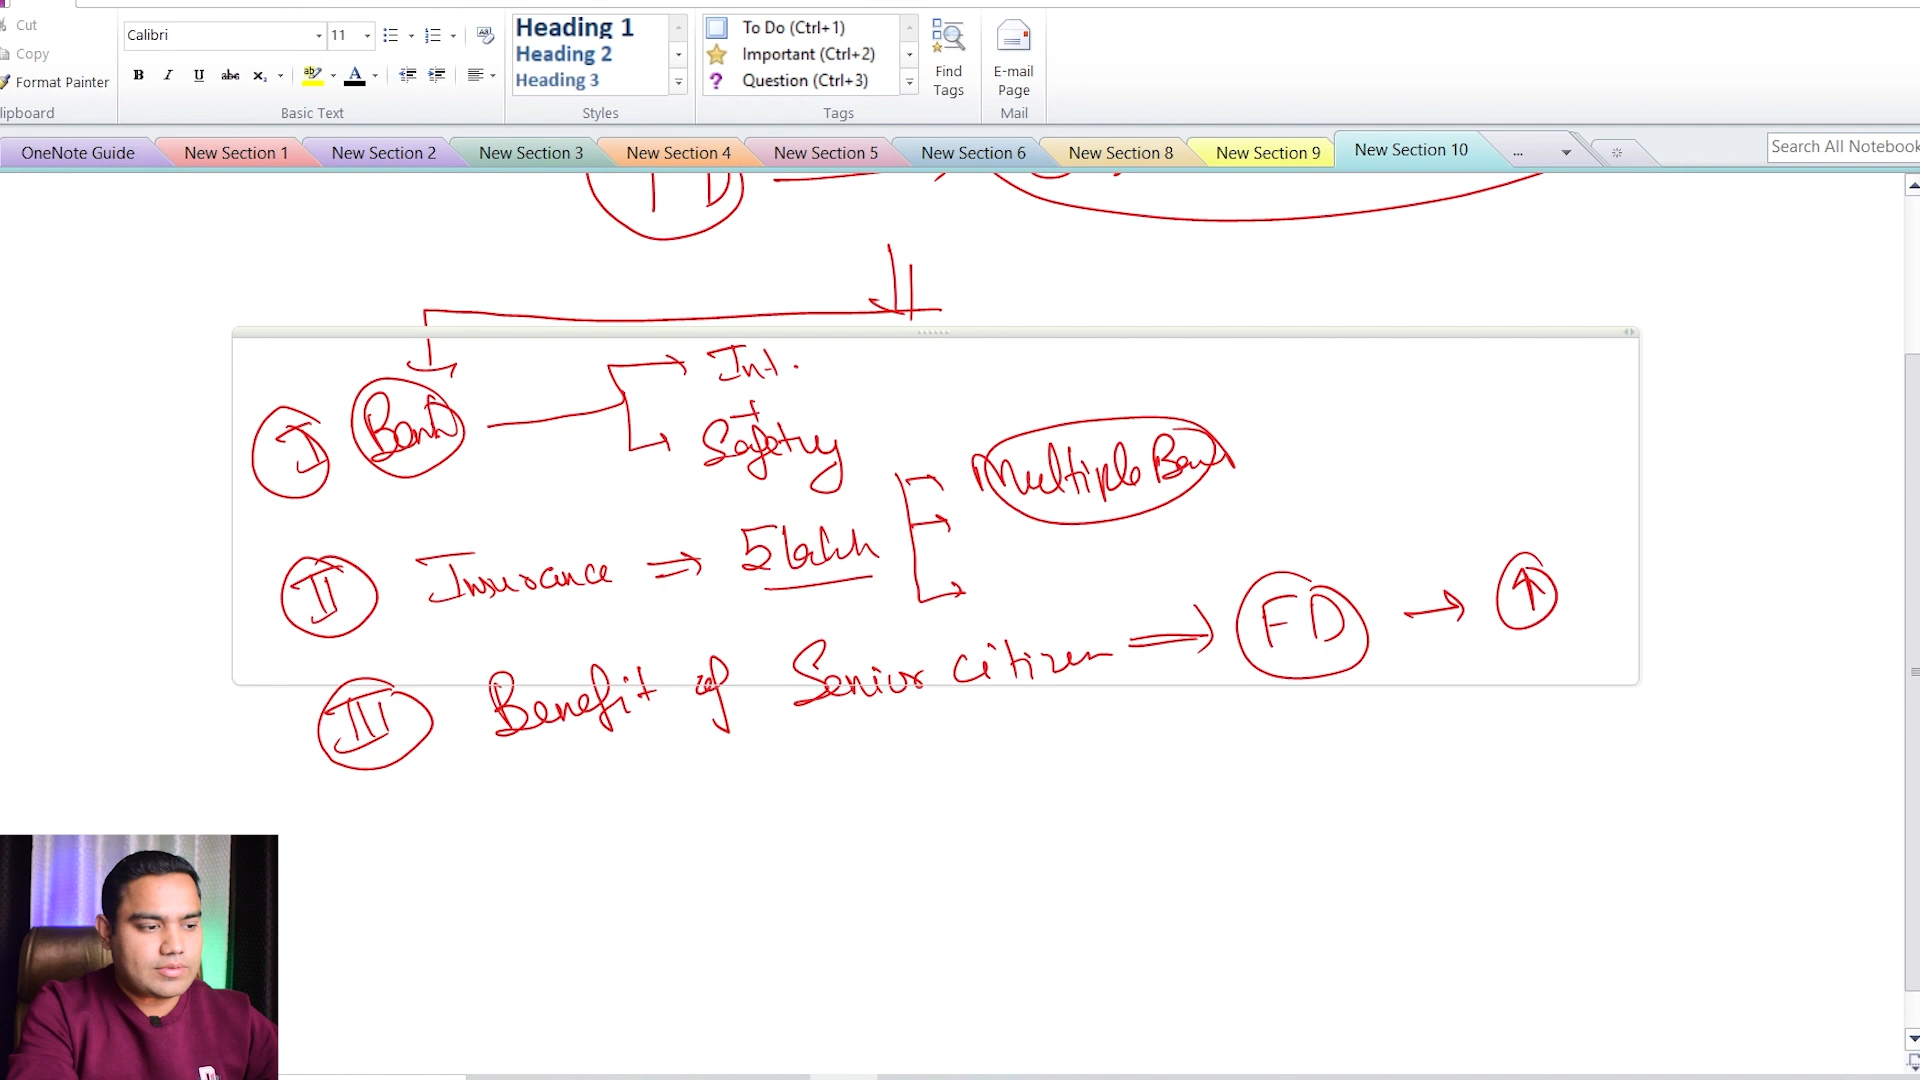 Cut
Copy
Format Painter
lipboard
Calibri
11
B I U abc x₂ ab A
Basic Text
Heading 1
Heading 2
Heading 3
Styles
To Do (Ctrl+1)
Important (Ctrl+2)
Question (Ctrl+3)
Tags
Find
Tags
E-mail
Page
Mail
OneNote Guide New Section 1 New Section 2 New Section 3 New Section 4 New Section 5 New Section 6 New Section 8 New Section 9 New Section 10 ...
Search All Notebook
FD
Int.
I Bank
+
Safety
Multiple Bank
II Insurance ⇒ 5 lakh
III Benefit of Senior citizen ⇒ FD → ↑